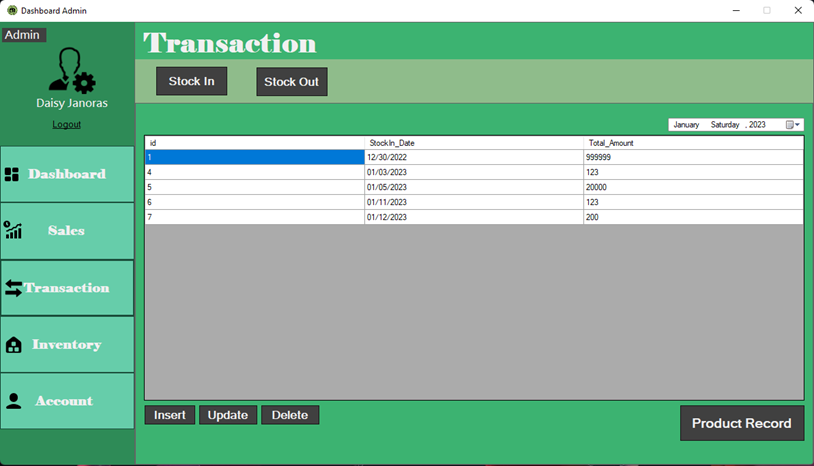 Dashboard Admin
Admin
Daisy Janoras
Logout
Dashboard
Sales
Transaction
Inventory
Account
Transaction
Stock In Stock Out
January Saturday , 2023
id StockIn_Date Total_Amount
1 12/30/2022 999999
4 01/03/2023 123
5 01/05/2023 20000
6 01/11/2023 123
7 01/12/2023 200
Insert Update Delete
Product Record